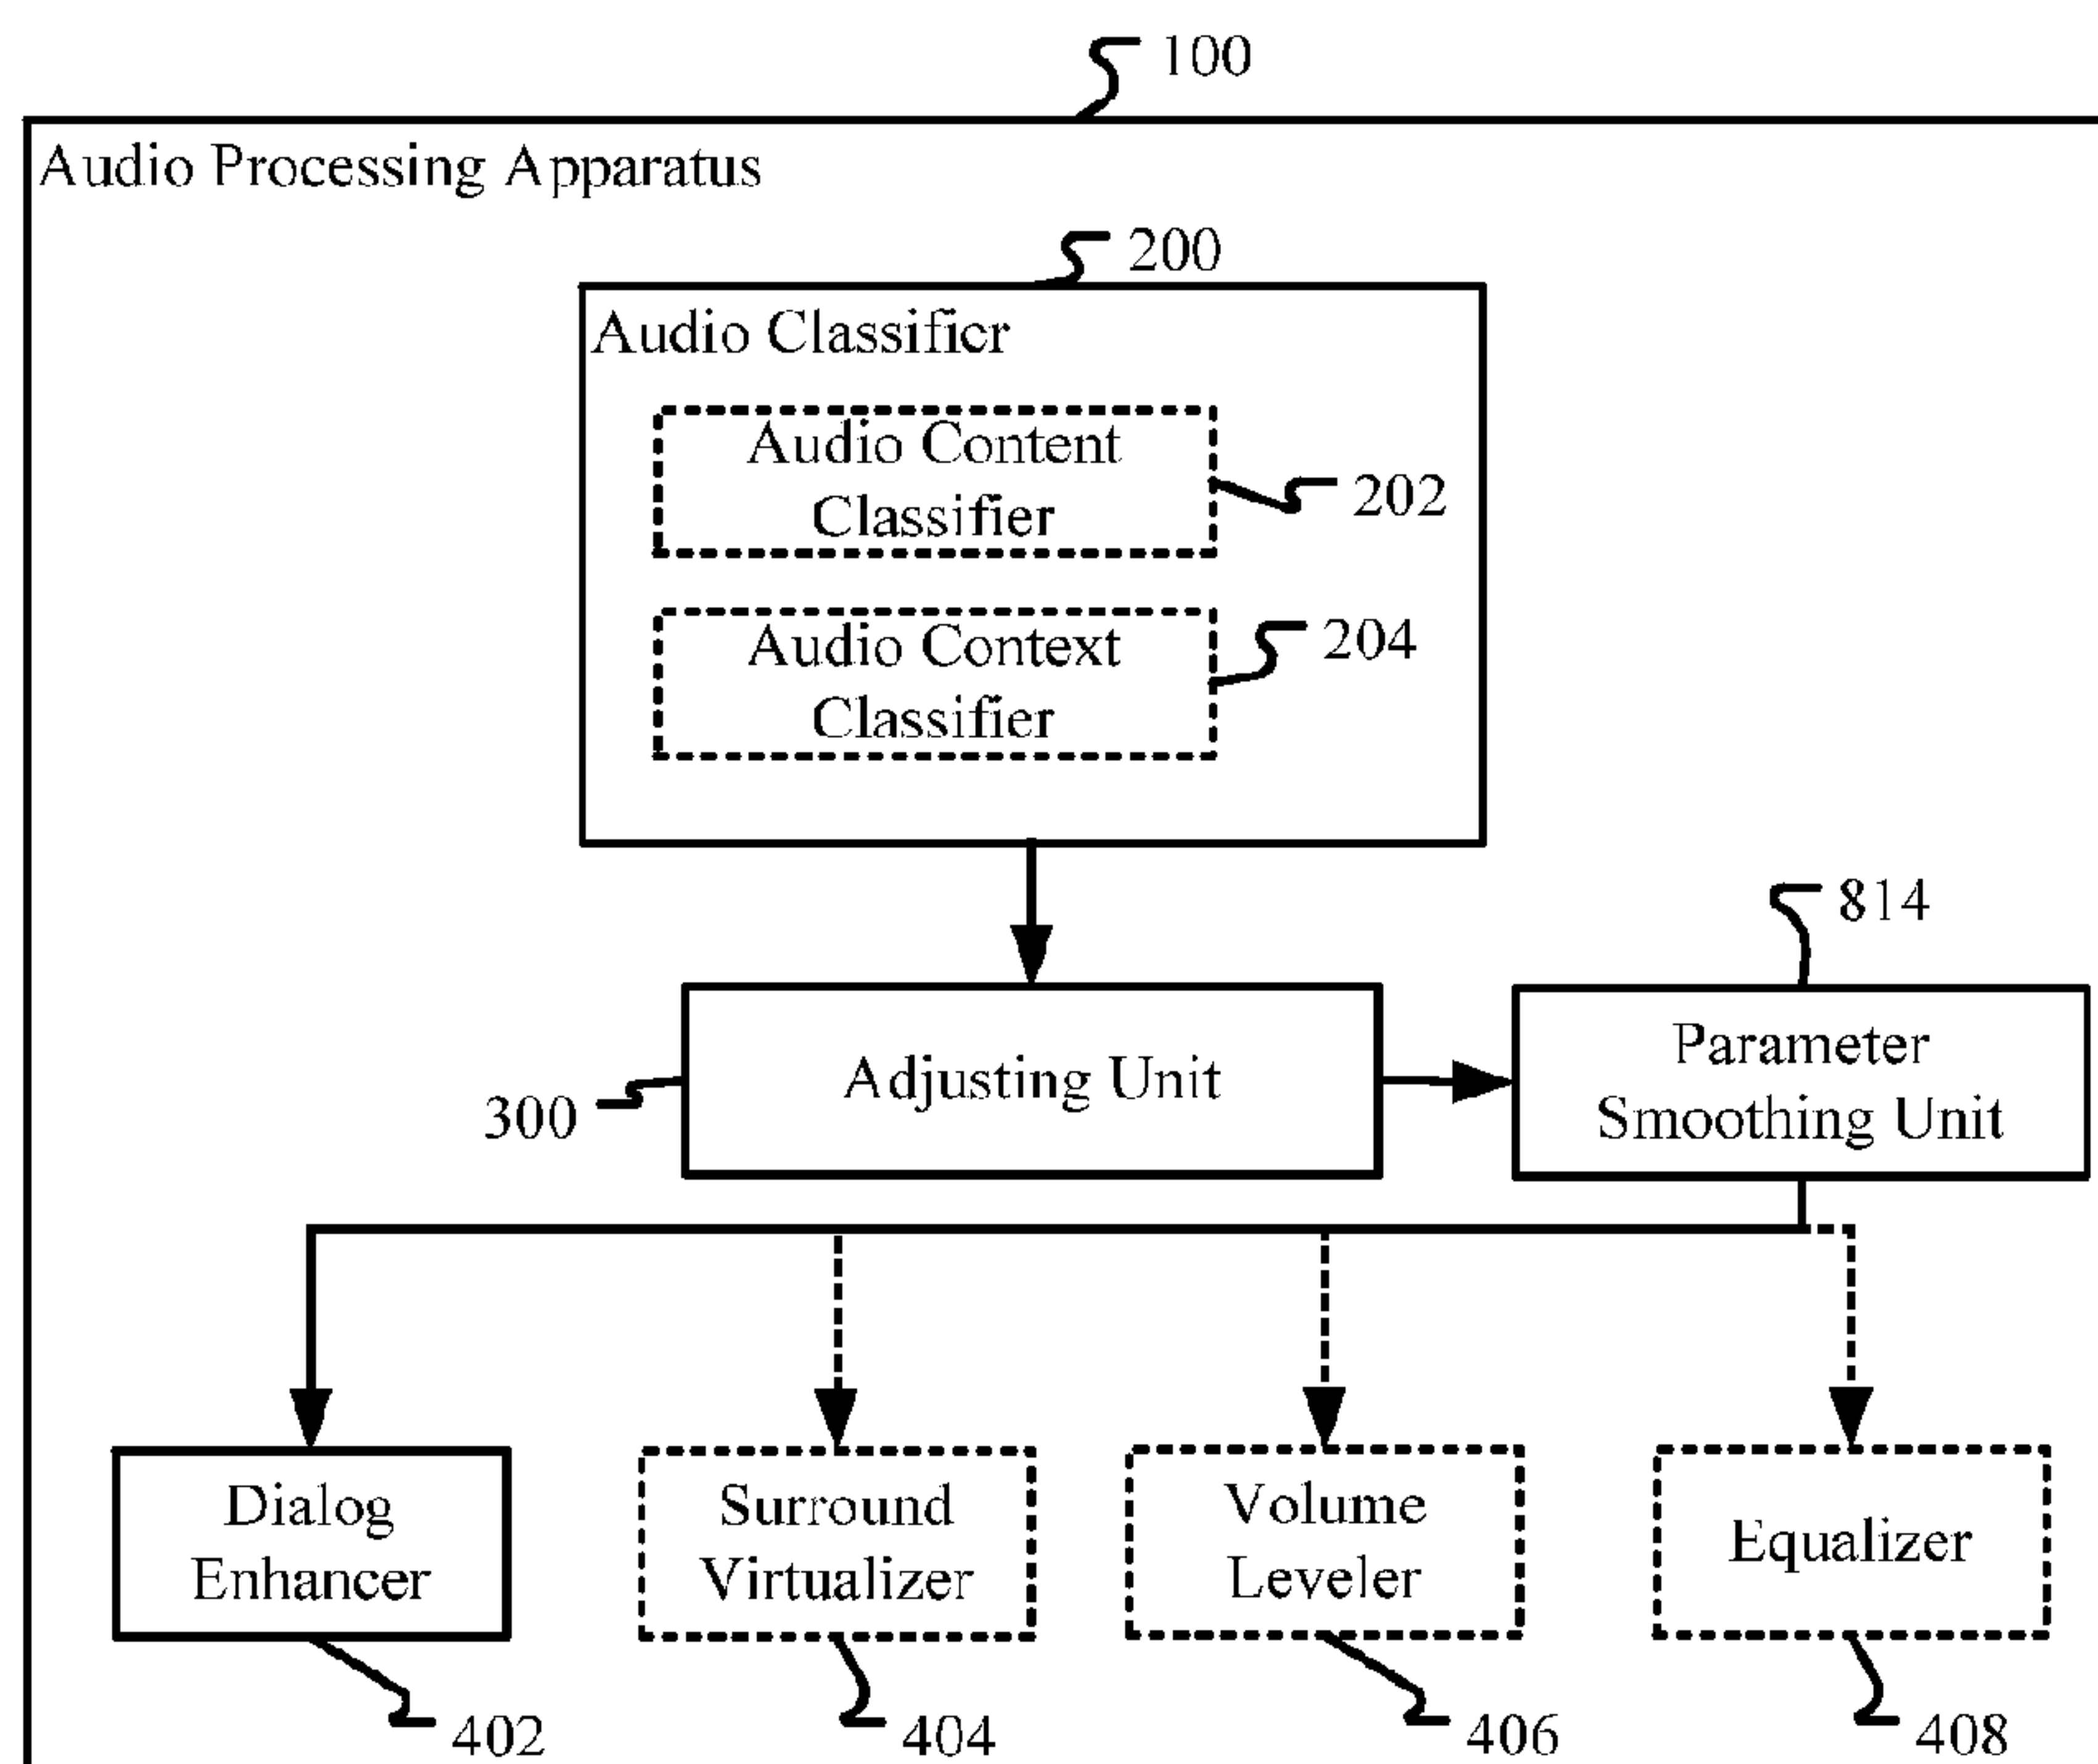 100
Audio Processing Apparatus
200
Audio Classifier
Audio Content
Classifier
202
Audio Context
Classifier
204
814
Adjusting Unit
300
Parameter
Smoothing Unit
Dialog
Enhancer
Surround
Virtualizer
Volume
Leveler
Equalizer
402
404
406
408